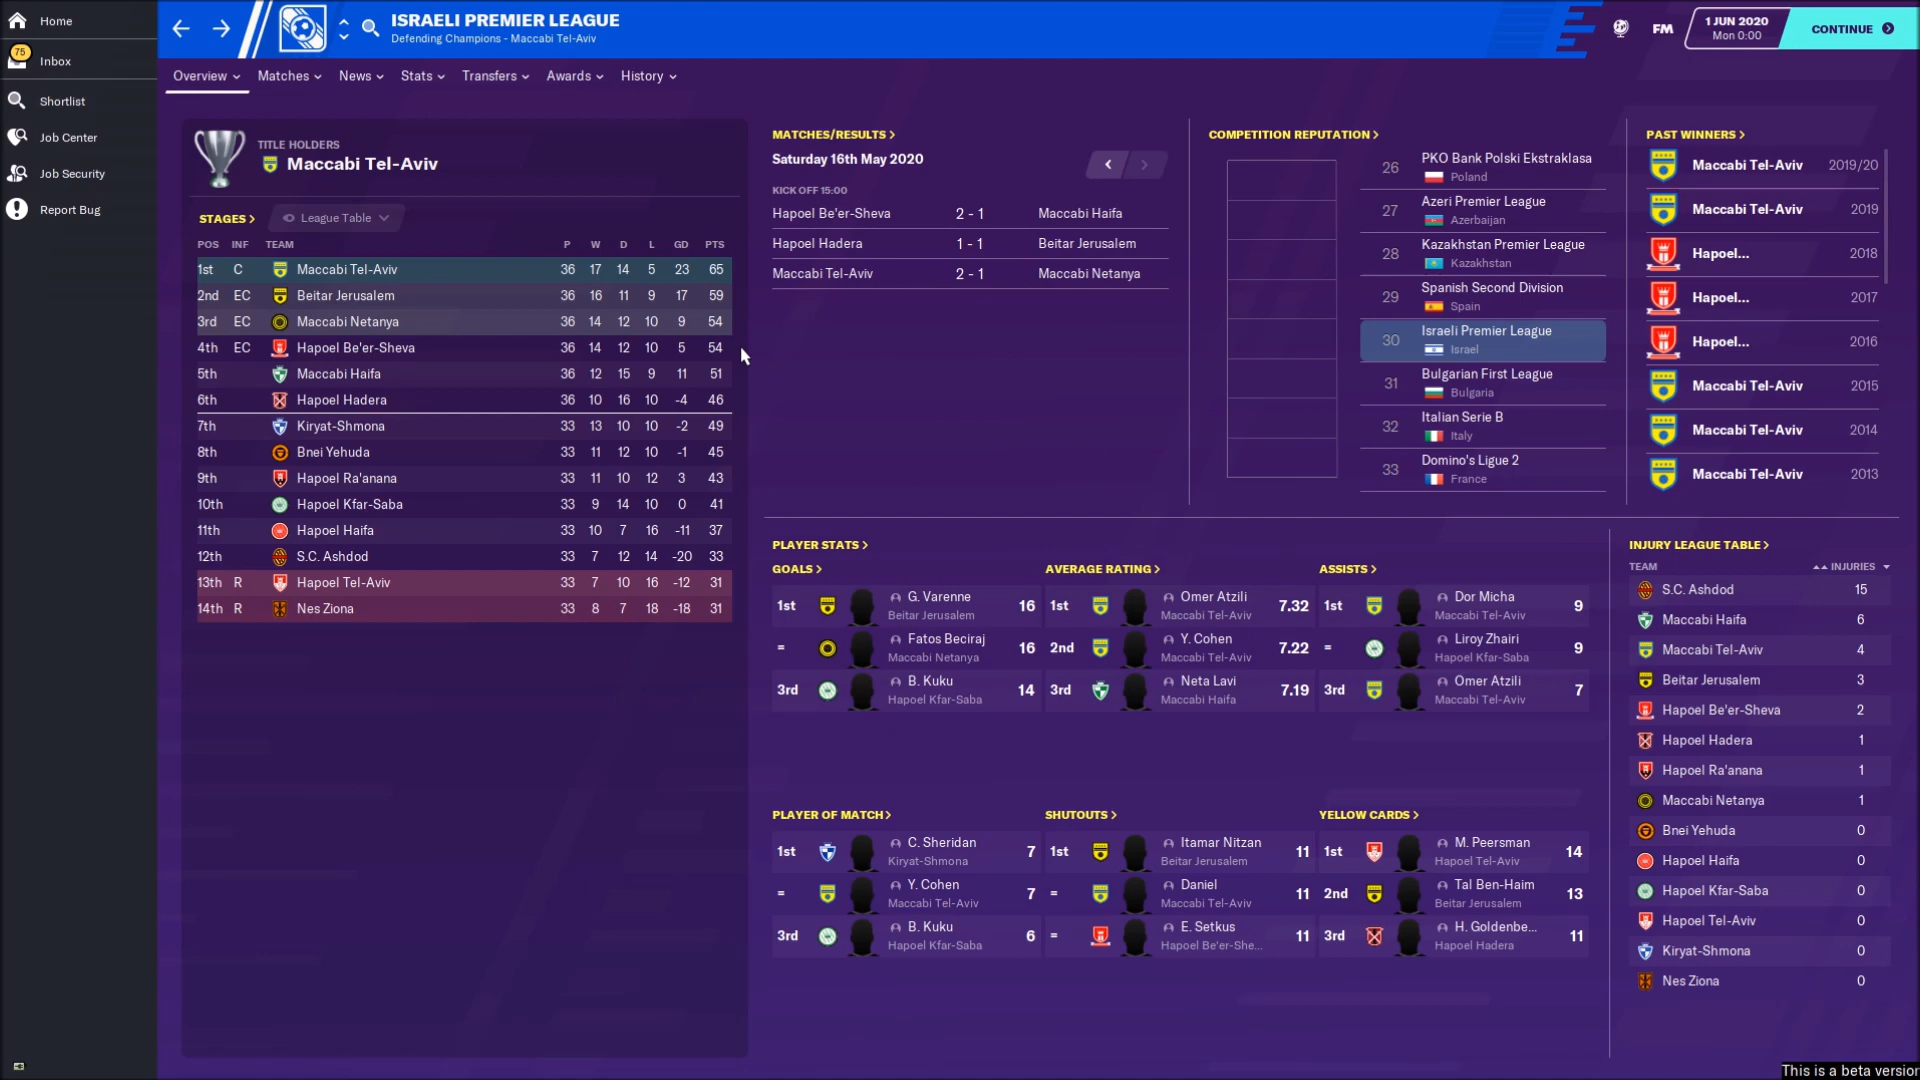 Home
75
Inbox
Shortlist
Job Center
Job Security
Report Bug
ISRAELI PREMIER LEAGUE
Defending Champions - Maccabi Tel-Aviv
FM
1 JUN 2020
Mon 0:00
CONTINUE
Overview Matches News Stats Transfers Awards History
TITLE HOLDERS
Maccabi Tel-Aviv
STAGES > League Table
POS INF TEAM P W D L GD PTS
1st C Maccabi Tel-Aviv 36 17 14 5 23 65
2nd EC Beitar Jerusalem 36 16 11 9 17 59
3rd EC Maccabi Netanya 36 14 12 10 9 54
4th EC Hapoel Be'er-Sheva 36 14 12 10 5 54
5th Maccabi Haifa 36 12 15 9 11 51
6th Hapoel Hadera 36 10 16 10 -4 46
7th Kiryat-Shmona 33 13 10 10 -2 49
8th Bnei Yehuda 33 11 12 10 -1 45
9th Hapoel Ra'anana 33 11 10 12 3 43
10th Hapoel Kfar-Saba 33 9 14 10 0 41
11th Hapoel Haifa 33 10 7 16 -11 37
12th S.C. Ashdod 33 7 12 14 -20 33
13th R Hapoel Tel-Aviv 33 7 10 16 -12 31
14th R Nes Ziona 33 8 7 18 -18 31
MATCHES/RESULTS >
Saturday 16th May 2020
KICK OFF 15:00
Hapoel Be'er-Sheva 2 - 1 Maccabi Haifa
Hapoel Hadera 1 - 1 Beitar Jerusalem
Maccabi Tel-Aviv 2 - 1 Maccabi Netanya
COMPETITION REPUTATION >
26 PKO Bank Polski Ekstraklasa
Poland
27 Azeri Premier League
Azerbaijan
28 Kazakhstan Premier League
Kazakhstan
29 Spanish Second Division
Spain
30 Israeli Premier League
Israel
31 Bulgarian First League
Bulgaria
32 Italian Serie B
Italy
33 Domino's Ligue 2
France
PAST WINNERS >
Maccabi Tel-Aviv 2019/20
Maccabi Tel-Aviv 2019
Hapoel... 2018
Hapoel... 2017
Hapoel... 2016
Maccabi Tel-Aviv 2015
Maccabi Tel-Aviv 2014
Maccabi Tel-Aviv 2013
PLAYER STATS >
GOALS >
1st G. Varenne 16
Beitar Jerusalem
= Fatos Beciraj 16
Maccabi Netanya
3rd B. Kuku 14
Hapoel Kfar-Saba
AVERAGE RATING >
1st Omer Atzili 7.32
Maccabi Tel-Aviv
2nd Y. Cohen 7.22
Maccabi Tel-Aviv
3rd Neta Lavi 7.19
Maccabi Haifa
ASSISTS >
1st Dor Micha 9
Maccabi Tel-Aviv
= Liroy Zhairi 9
Hapoel Kfar-Saba
3rd Omer Atzili 7
Maccabi Tel-Aviv
PLAYER OF MATCH >
1st C. Sheridan 7
Kiryat-Shmona
= Y. Cohen 7
Maccabi Tel-Aviv
3rd B. Kuku 6
Hapoel Kfar-Saba
SHUTOUTS >
1st Itamar Nitzan 11
Beitar Jerusalem
= Daniel 11
Maccabi Tel-Aviv
= E. Setkus 11
Hapoel Be'er-She...
YELLOW CARDS >
1st M. Peersman 14
Hapoel Tel-Aviv
2nd Tal Ben-Haim 13
Beitar Jerusalem
3rd H. Goldenbe... 11
Hapoel Hadera
INJURY LEAGUE TABLE >
TEAM INJURIES
S.C. Ashdod 15
Maccabi Haifa 6
Maccabi Tel-Aviv 4
Beitar Jerusalem 3
Hapoel Be'er-Sheva 2
Hapoel Hadera 1
Hapoel Ra'anana 1
Maccabi Netanya 1
Bnei Yehuda 0
Hapoel Haifa 0
Hapoel Kfar-Saba 0
Hapoel Tel-Aviv 0
Kiryat-Shmona 0
Nes Ziona 0
This is a beta version